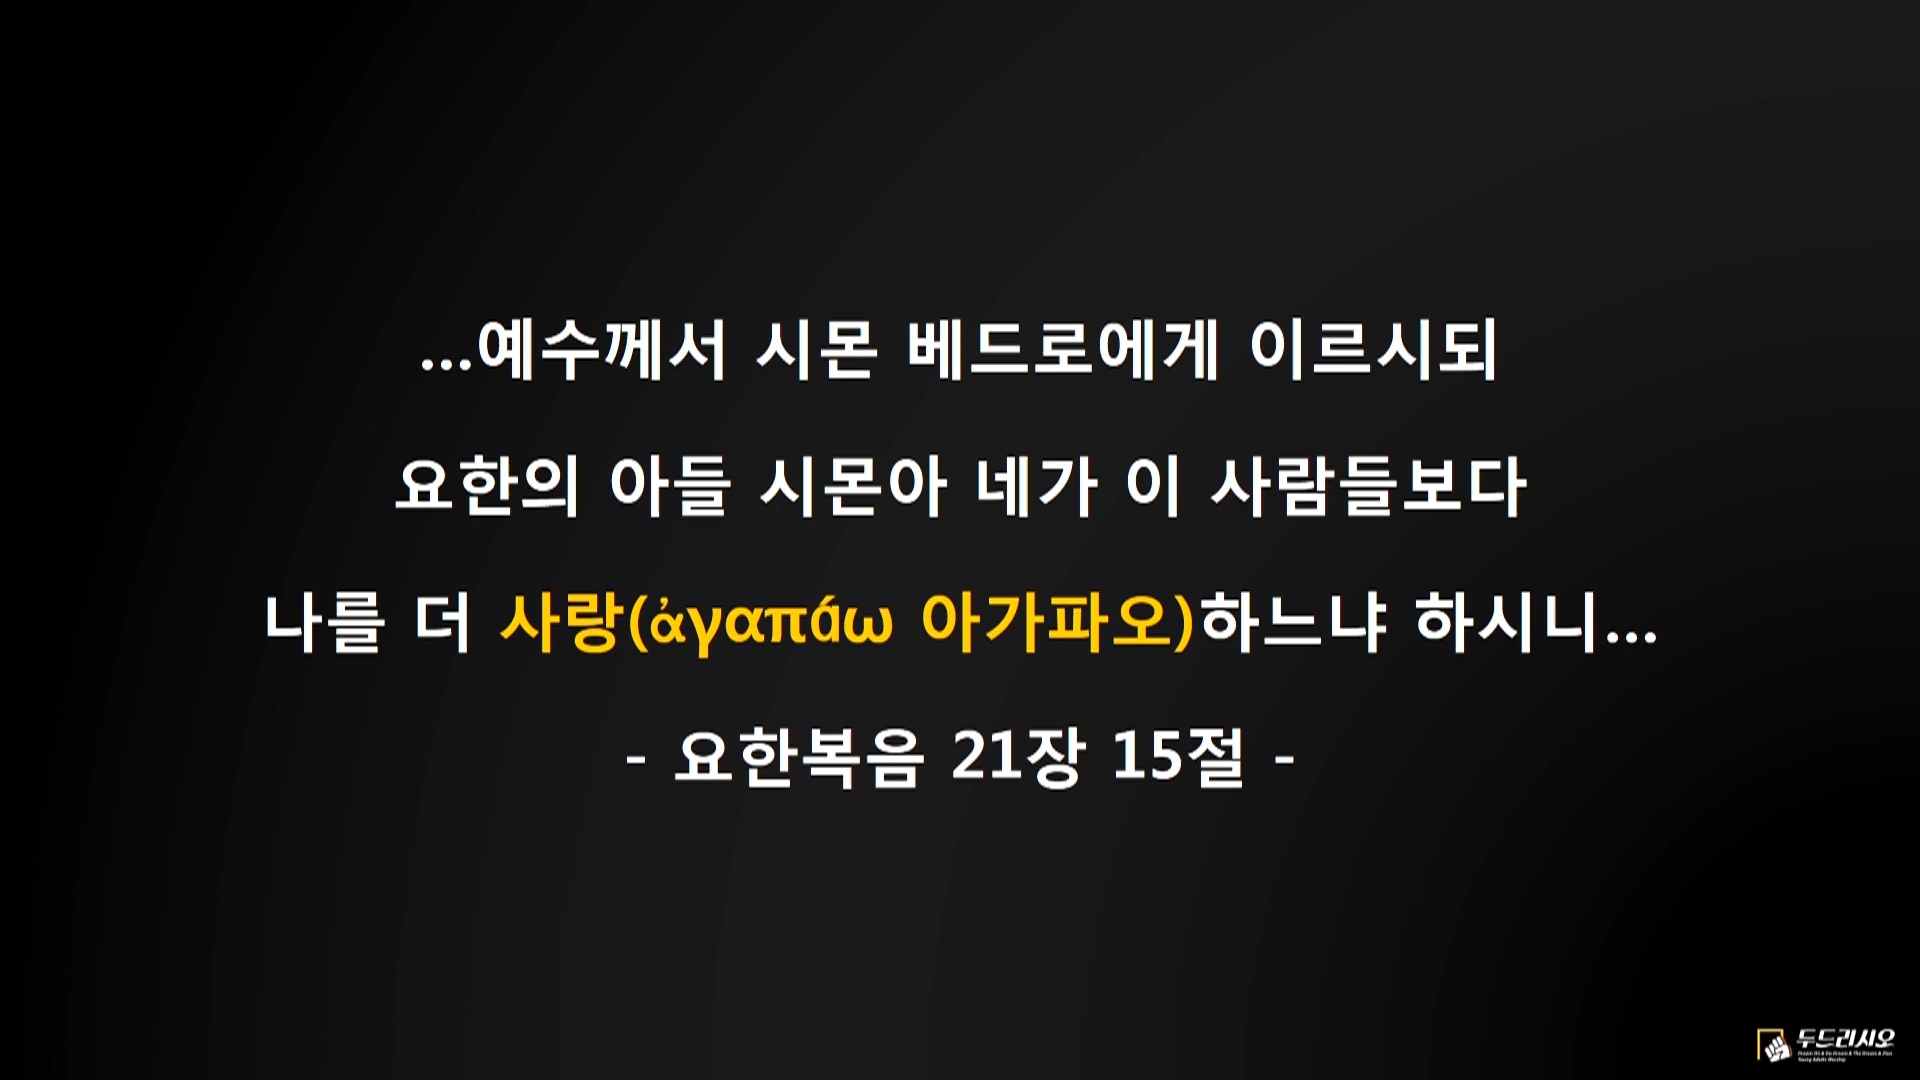 ...예수께서 시몬 베드로에게 이르시되
요한의 아들 시몬아 네가 이 사람들보다
나를 더 사랑(ἀγαπάω 아가파오)하느냐 하시니...
- 요한복음 21장 15절 -
두드리시오
Young Adults Worship